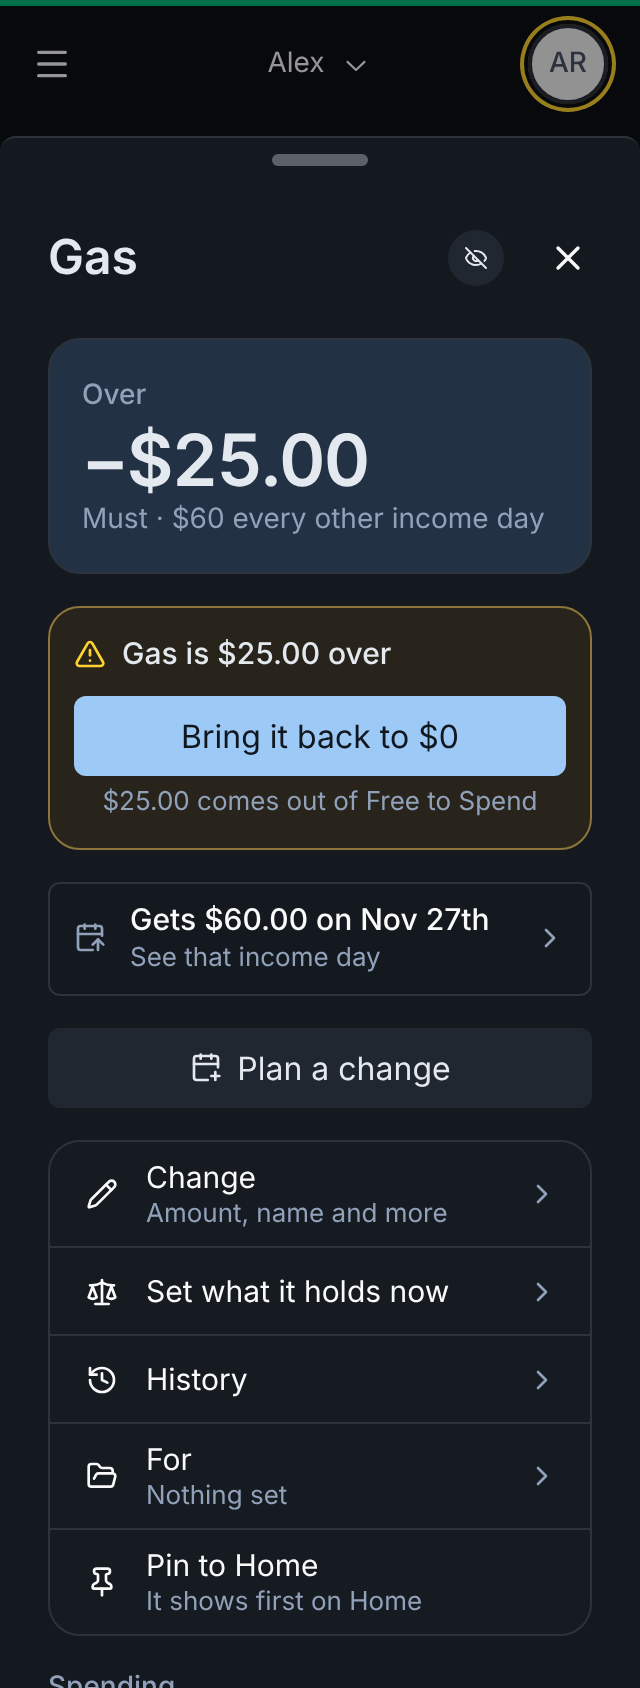 Alex
AR
Gas
Over
–$25.00
Must · $60 every other income day
Gas is $25.00 over
Bring it back to $0
$25.00 comes out of Free to Spend
Gets $60.00 on Nov 27th
See that income day
Plan a change
Change
Amount, name and more
Set what it holds now
History
For
Nothing set
Pin to Home
It shows first on Home
Spending